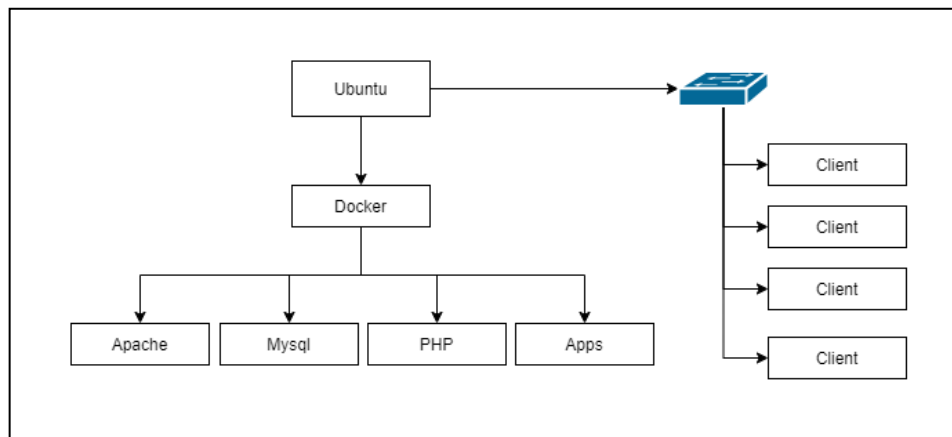 Ubuntu
Docker
Apache
Mysql
PHP
Apps
Client
Client
Client
Client